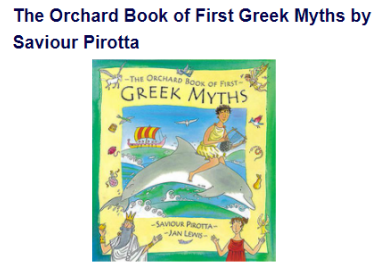 The Orchard Book of First Greek Myths by
Saviour Pirotta
THE ORCHARD BOOK OF FIRST
GREEK MYTHS
SAVIOUR PIROTTA
JAN LEWIS